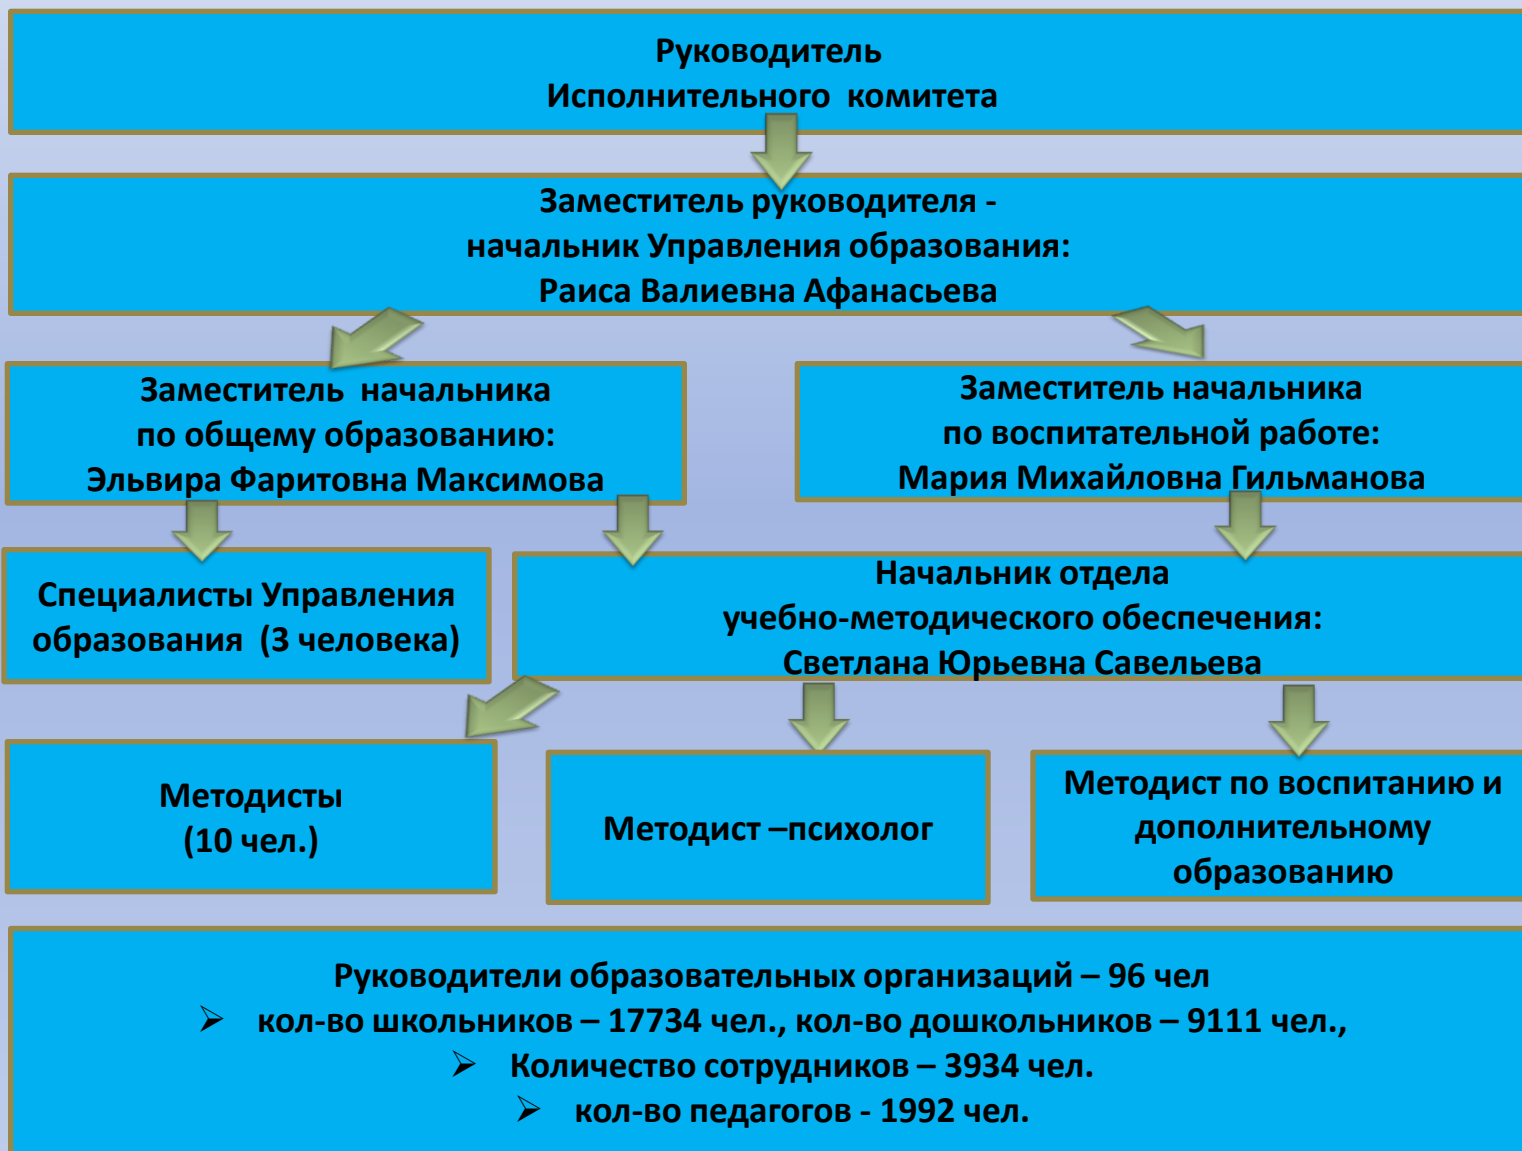 Руководитель
Исполнительного комитета
Заместитель руководителя -
начальник Управления образования:
Раиса Валиевна Афанасьева
Заместитель начальника
по общему образованию:
Эльвира Фаритовна Максимова
Заместитель начальника
по воспитательной работе:
Мария Михайловна Гильманова
Специалисты Управления
образования (3 человека)
Начальник отдела
учебно-методического обеспечения:
Светлана Юрьевна Савельева
Методисты
(10 чел.)
Методист –психолог
Методист по воспитанию и
дополнительному
образованию
Руководители образовательных организаций – 96 чел
➢ кол-во школьников – 17734 чел., кол-во дошкольников – 9111 чел.,
➢ Количество сотрудников – 3934 чел.
➢ кол-во педагогов - 1992 чел.